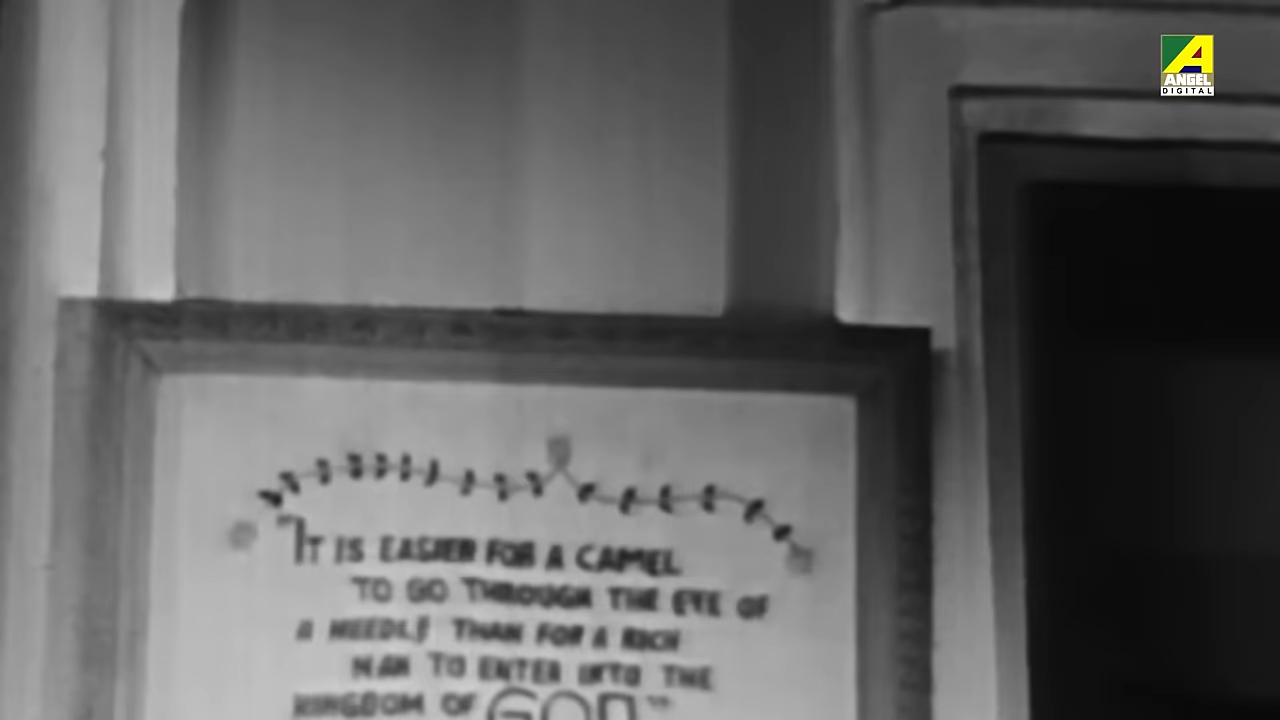 A
ANGEL
DIGITAL
"IT IS EASIER FOR A CAMEL
TO GO THROUGH THE EYE OF
A NEEDLE THAN FOR A RICH
MAN TO ENTER INTO THE
KINGDOM OF GOD"